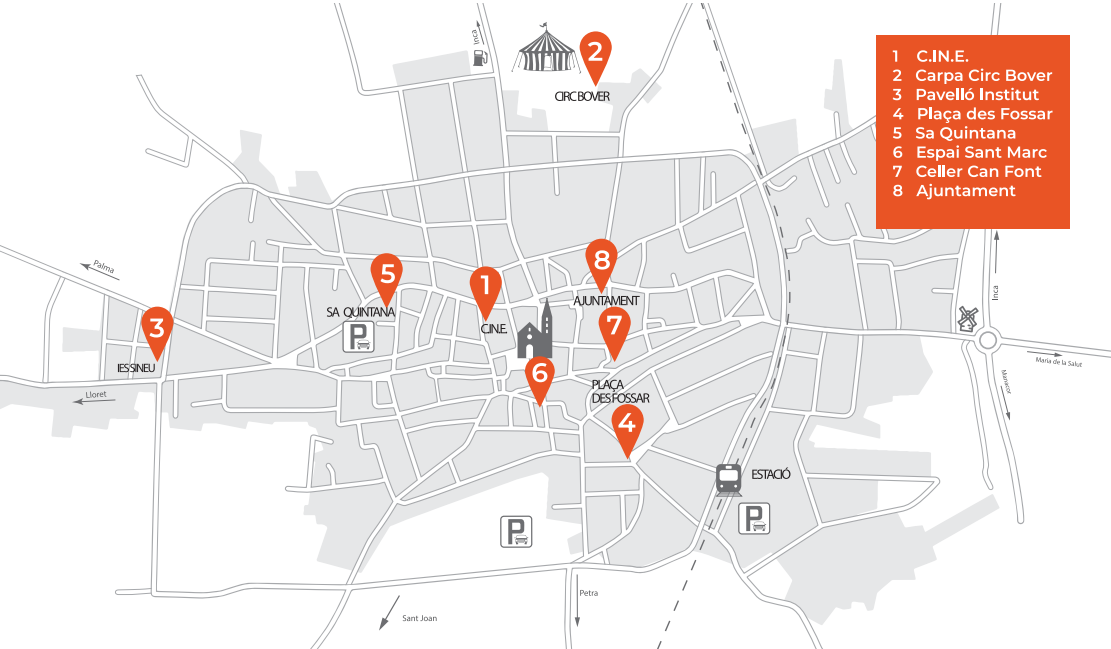 Inca
2
CIRC BOVER
1 C.IN.E.
2 Carpa Circ Bover
3 Pavelló Institut
4 Plaça des Fossar
5 Sa Quintana
6 Espai Sant Marc
7 Celler Can Font
8 Ajuntament
Palma
5
1
8
SA QUINTANA
C.IN.E.
AJUNTAMENT
Inca
3
P
7
IES SINEU
Maria de la Salut
6
PLAÇA
DES FOSSAR
Manacor
Lloret
4
ESTACIÓ
P
P
Petra
Sant Joan